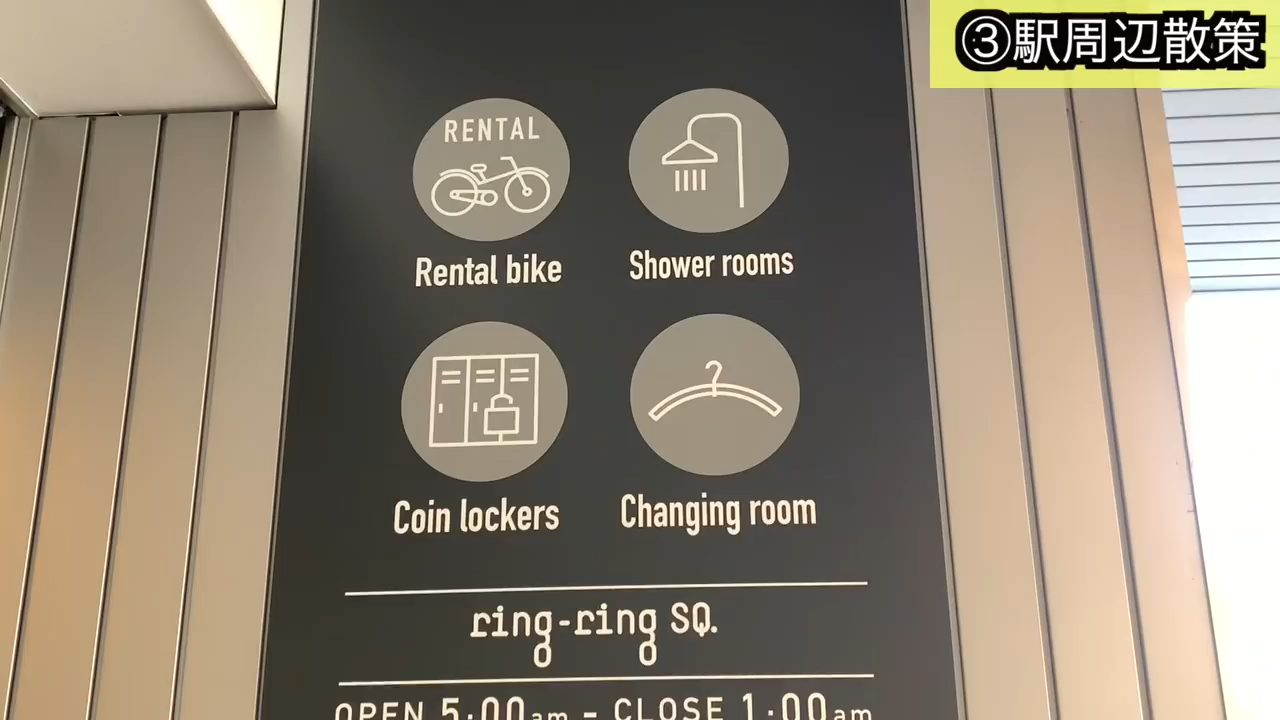 ③駅周辺散策
RENTAL
Rental bike
Shower rooms
Coin lockers
Changing room
ring-ring SQ.
OPEN 5:00am - CLOSE 1:00am